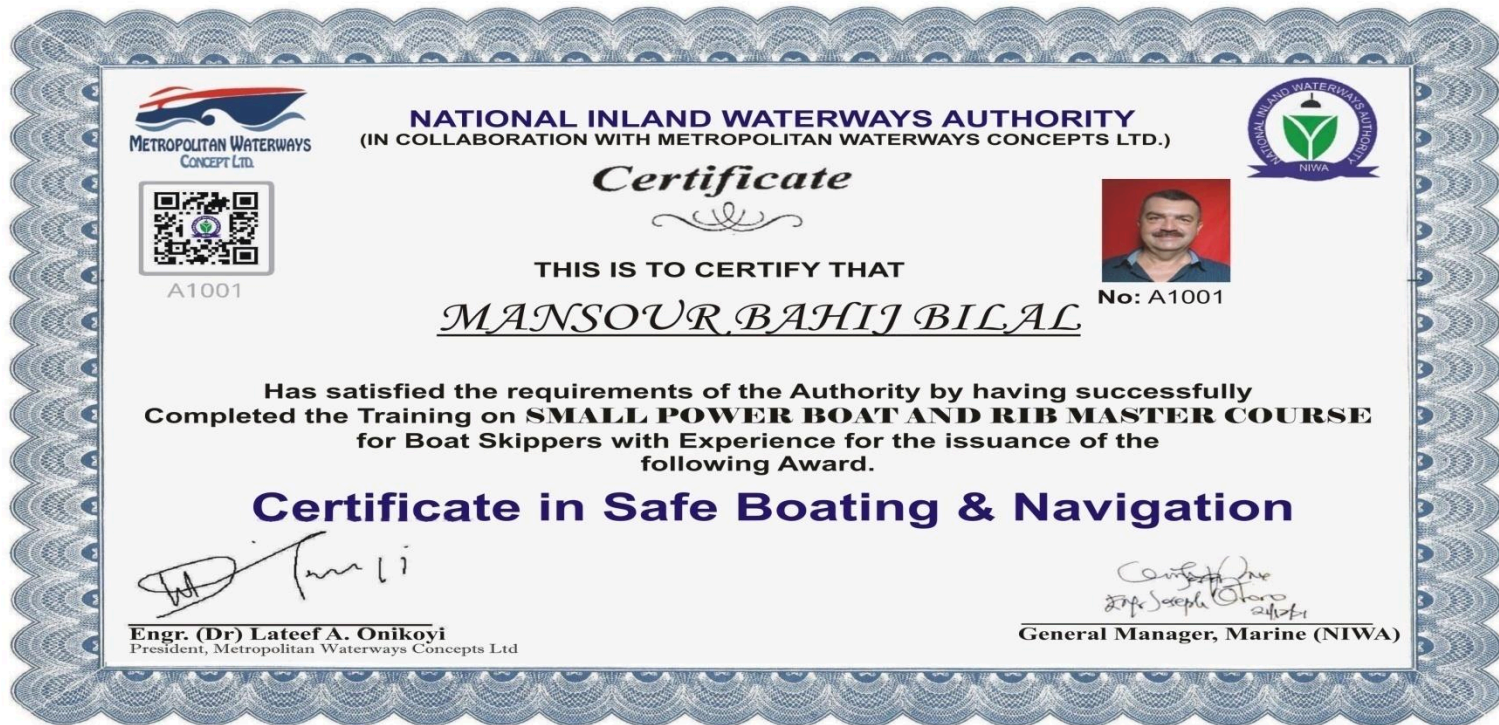 METROPOLITAN WATERWAYS
CONCEPT LTD.
NATIONAL INLAND WATERWAYS AUTHORITY
(IN COLLABORATION WITH METROPOLITAN WATERWAYS CONCEPTS LTD.)
NATIONAL INLAND WATERWAYS AUTHORITY
NIWA
Certificate
A1001
No: A1001
THIS IS TO CERTIFY THAT
MANSOUR BAHIJ BILAL
Has satisfied the requirements of the Authority by having successfully
Completed the Training on SMALL POWER BOAT AND RIB MASTER COURSE
for Boat Skippers with Experience for the issuance of the
following Award.
Certificate in Safe Boating & Navigation
Engr. (Dr) Lateef A. Onikoyi
President, Metropolitan Waterways Concepts Ltd
Engr Joseph
General Manager, Marine (NIWA)